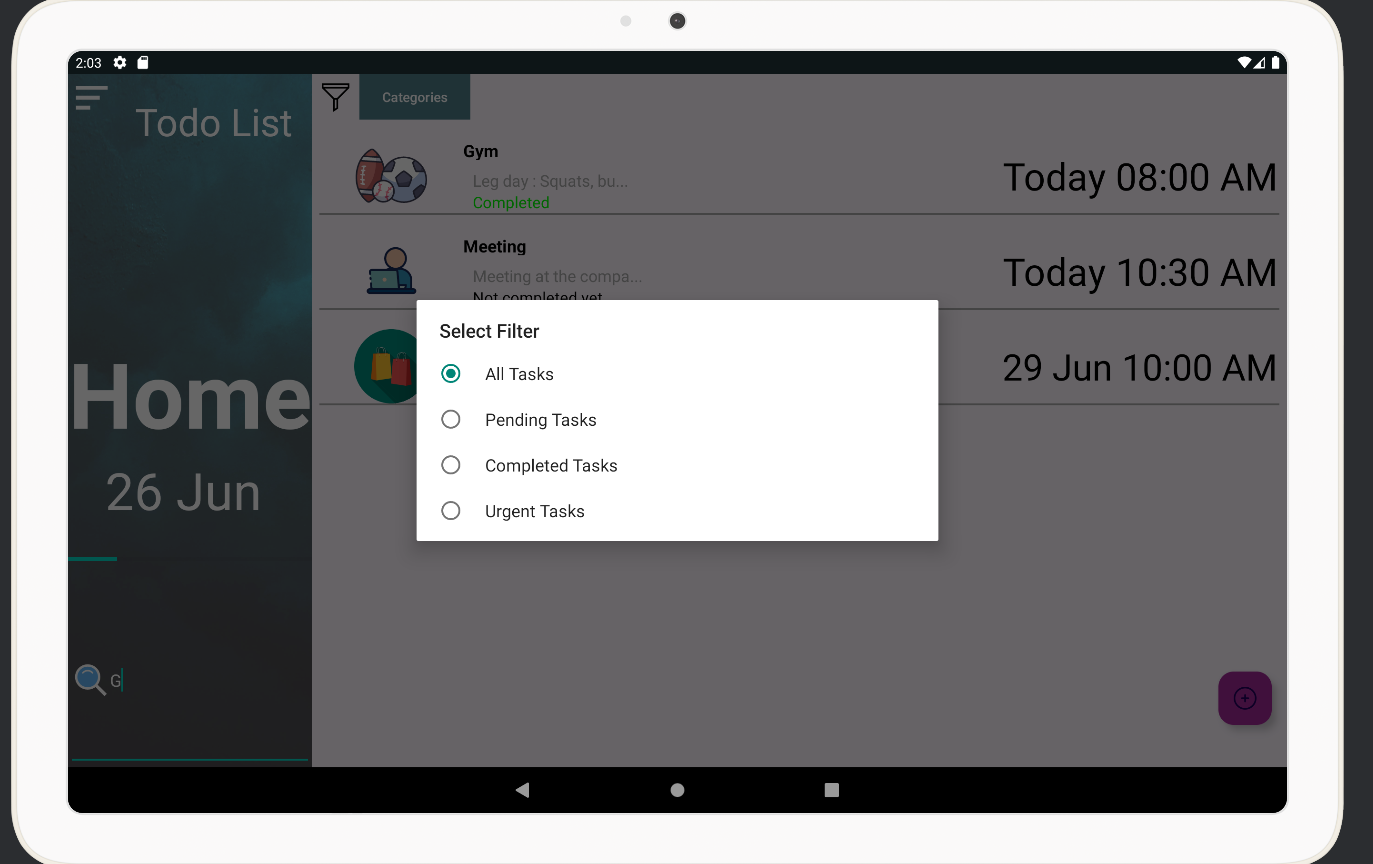 2:03
Todo List
Home
26 Jun
G
Categories
Gym
Leg day : Squats, bu...
Completed
Today 08:00 AM
Meeting
Meeting at the compa...
Not completed yet
Today 10:30 AM
29 Jun 10:00 AM
Select Filter
All Tasks
Pending Tasks
Completed Tasks
Urgent Tasks